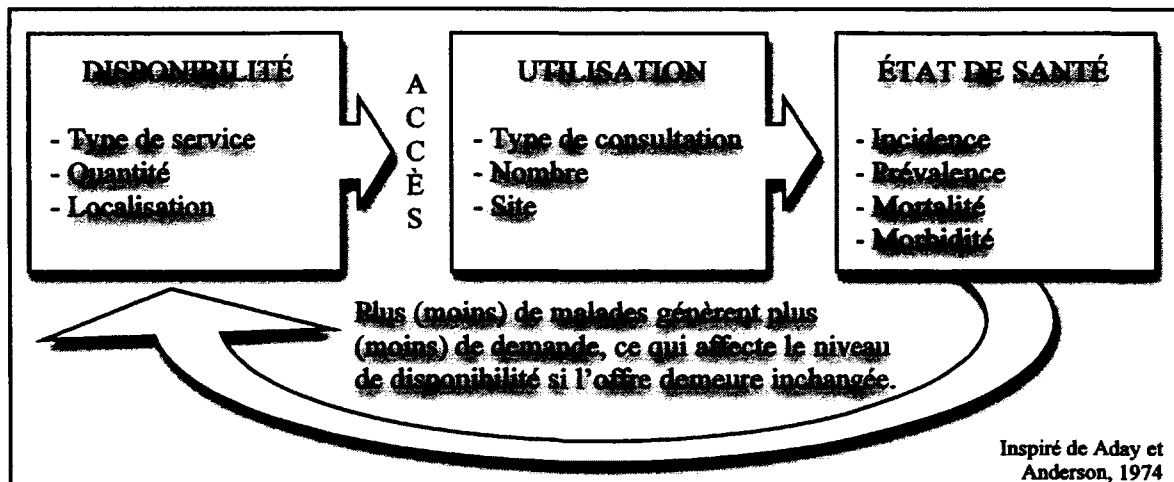 DISPONIBILITÉ
- Type de service
- Quantité
- Localisation
ACCÈS
UTILISATION
- Type de consultation
- Nombre
- Site
ÉTAT DE SANTÉ
- Incidence
- Prévalence
- Mortalité
- Morbidité
Plus (moins) de malades génèrent plus
(moins) de demande, ce qui affecte le niveau
de disponibilité si l'offre demeure inchangée.
Inspiré de Aday et
Anderson, 1974